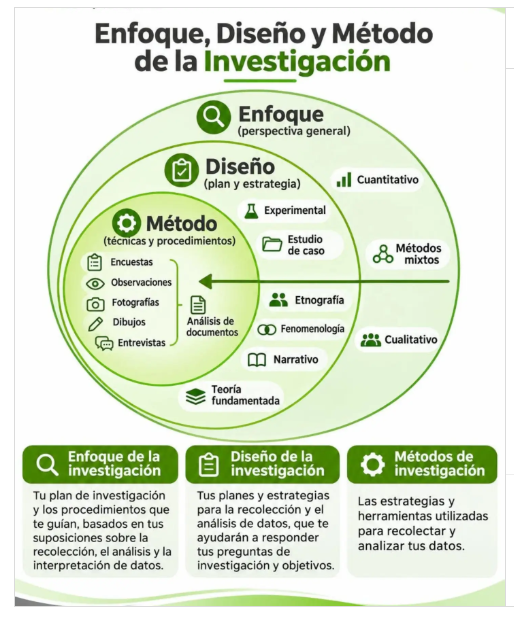 Enfoque, Diseño y Método
de la Investigación
Enfoque
(perspectiva general)
Diseño
(plan y estrategia)
Cuantitativo
Experimental
Método
(técnicas y procedimientos)
Estudio
de caso
Métodos
mixtos
Encuestas
Observaciones
Fotografías
Dibujos
Entrevistas
Análisis de
documentos
Etnografía
Fenomenología
Cualitativo
Narrativo
Teoría
fundamentada
Enfoque de la
investigación
Tu plan de investigación
y los procedimientos que
te guían, basados en tus
suposiciones sobre la
recolección, el análisis y la
interpretación de datos.
Diseño de la
investigación
Tus planes y estrategias
para la recolección y el
análisis de datos, que te
ayudarán a responder
tus preguntas de
investigación y objetivos.
Métodos de
investigación
Las estrategias y
herramientas utilizadas
para recolectar y
analizar tus datos.